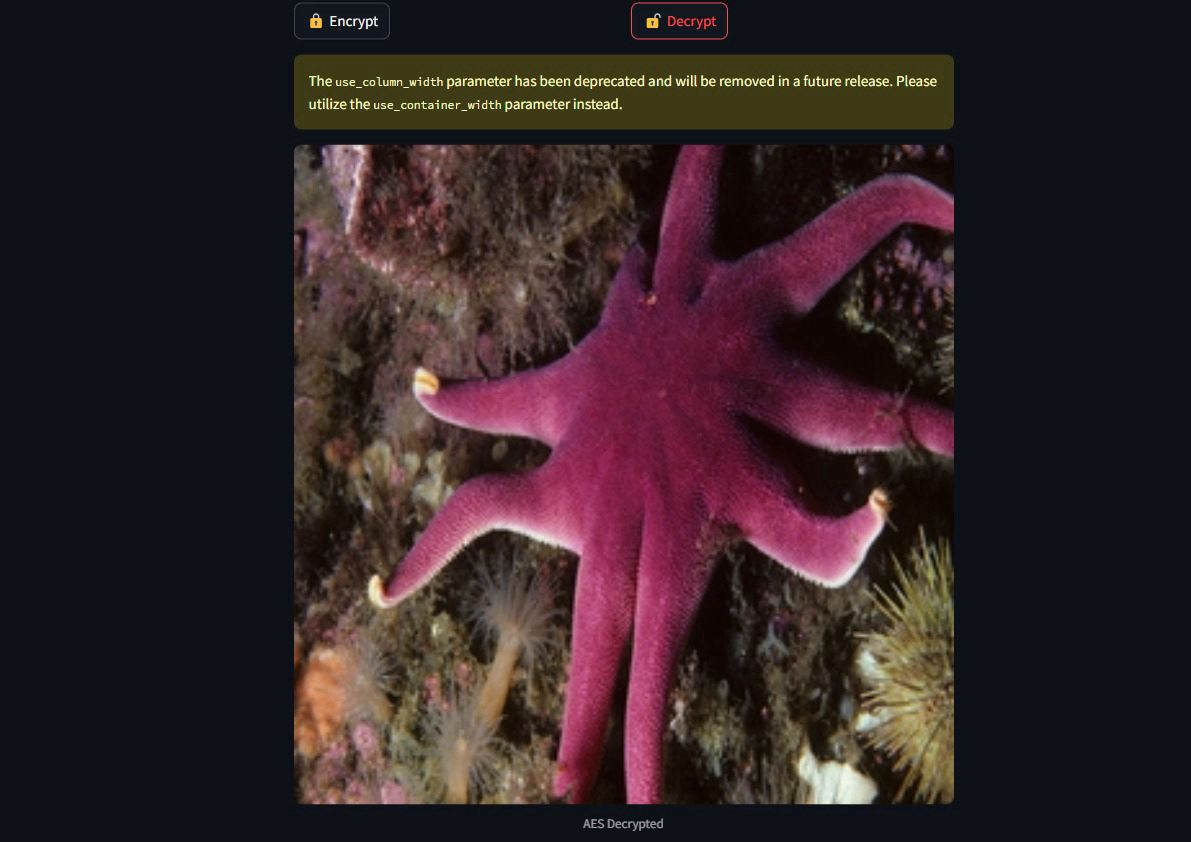 Encrypt
Decrypt
The use_column_width parameter has been deprecated and will be removed in a future release. Please
utilize the use_container_width parameter instead.
AES Decrypted